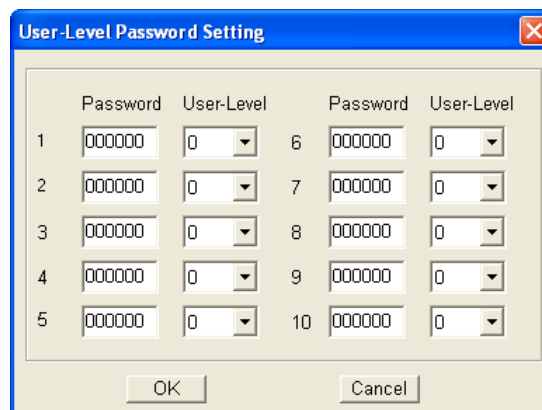 User-Level Password Setting
Password User-Level Password User-Level
1 000000 0 6 000000 0
2 000000 0 7 000000 0
3 000000 0 8 000000 0
4 000000 0 9 000000 0
5 000000 0 10 000000 0
OK Cancel